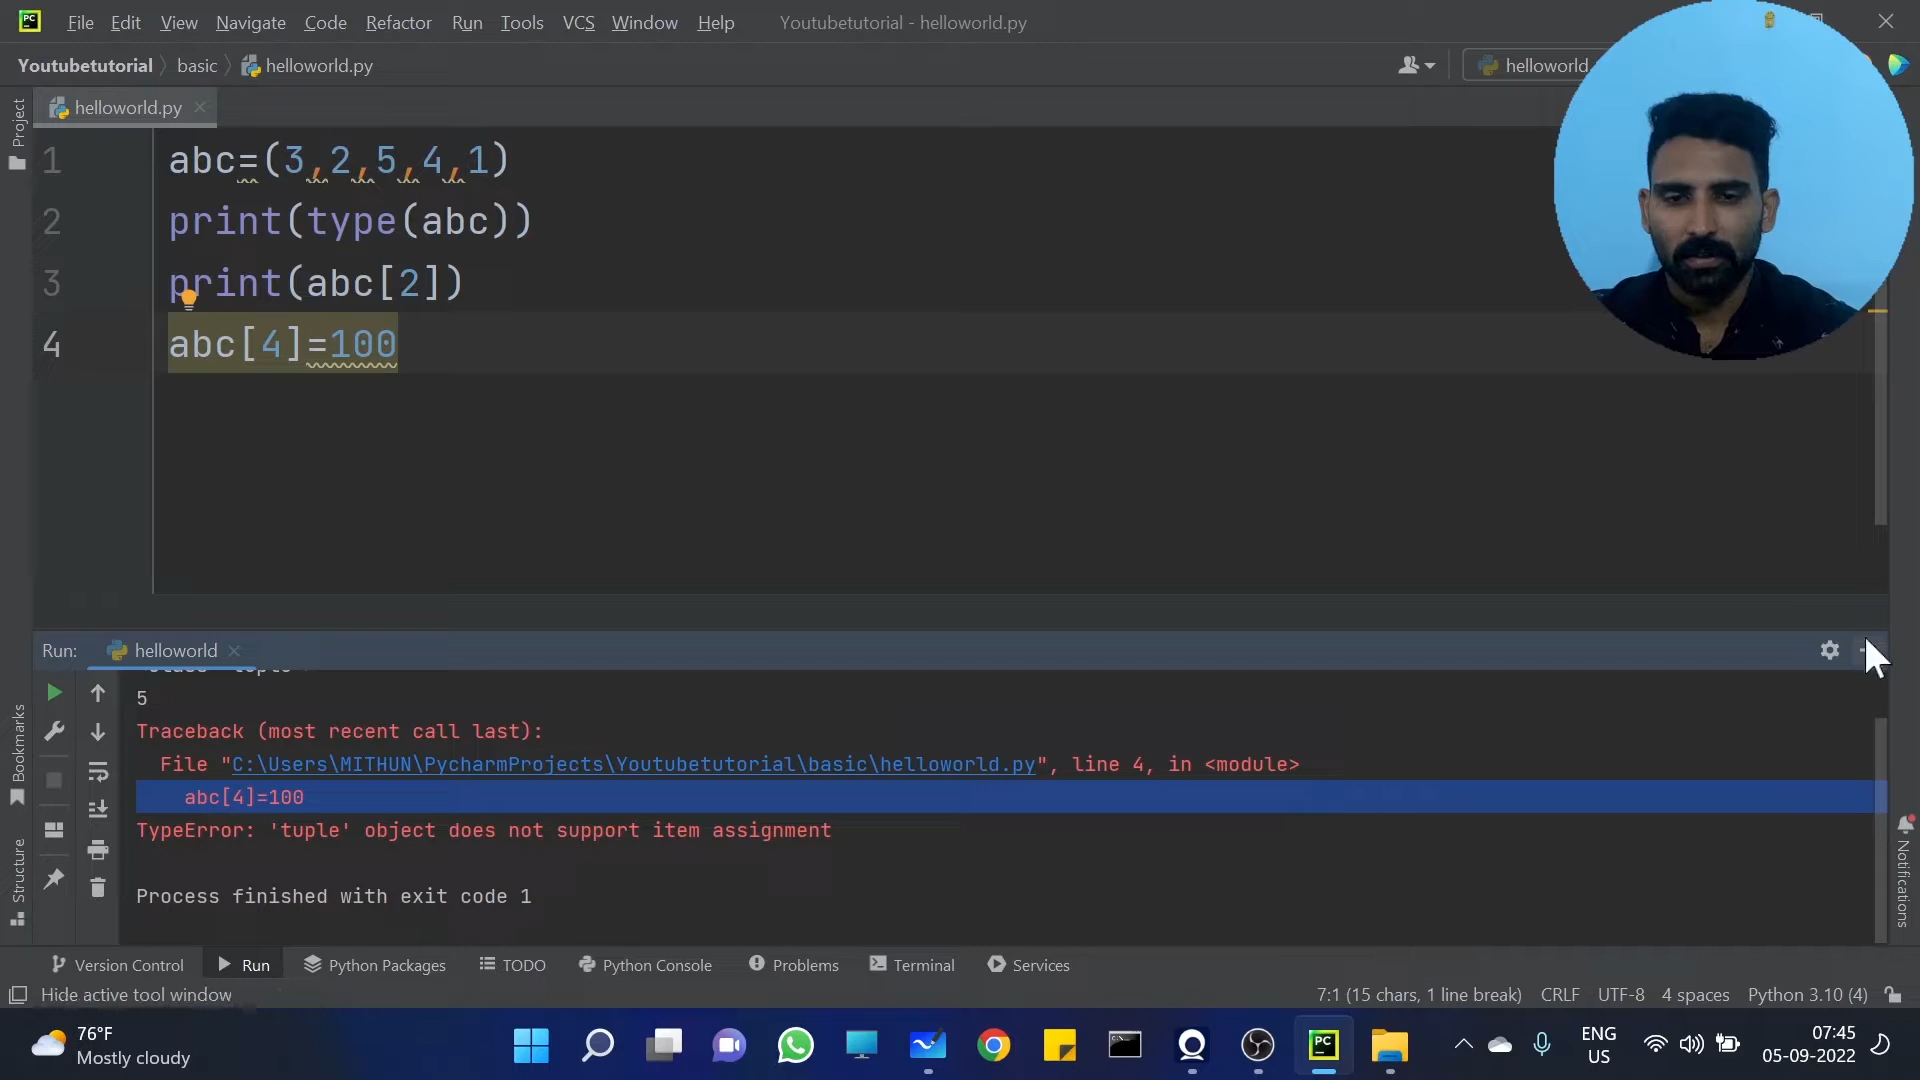 File Edit View Navigate Code Refactor Run Tools VCS Window Help Youtubetutorial - helloworld.py
Youtubetutorial basic helloworld.py helloworld
Project
helloworld.py
1 abc=(3,2,5,4,1)
2 print(type(abc))
3 print(abc[2])
4 abc[4]=100
Run: helloworld
5
Traceback (most recent call last):
File "C:\Users\MITHUN\PycharmProjects\Youtubetutorial\basic\helloworld.py", line 4, in <module>
abc[4]=100
TypeError: 'tuple' object does not support item assignment
Process finished with exit code 1
Bookmarks
Structure
Notifications
Version Control Run Python Packages TODO Python Console Problems Terminal Services
Hide active tool window 7:1 (15 chars, 1 line break) CRLF UTF-8 4 spaces Python 3.10 (4)
76°F
Mostly cloudy
PC
ENG
US
07:45
05-09-2022